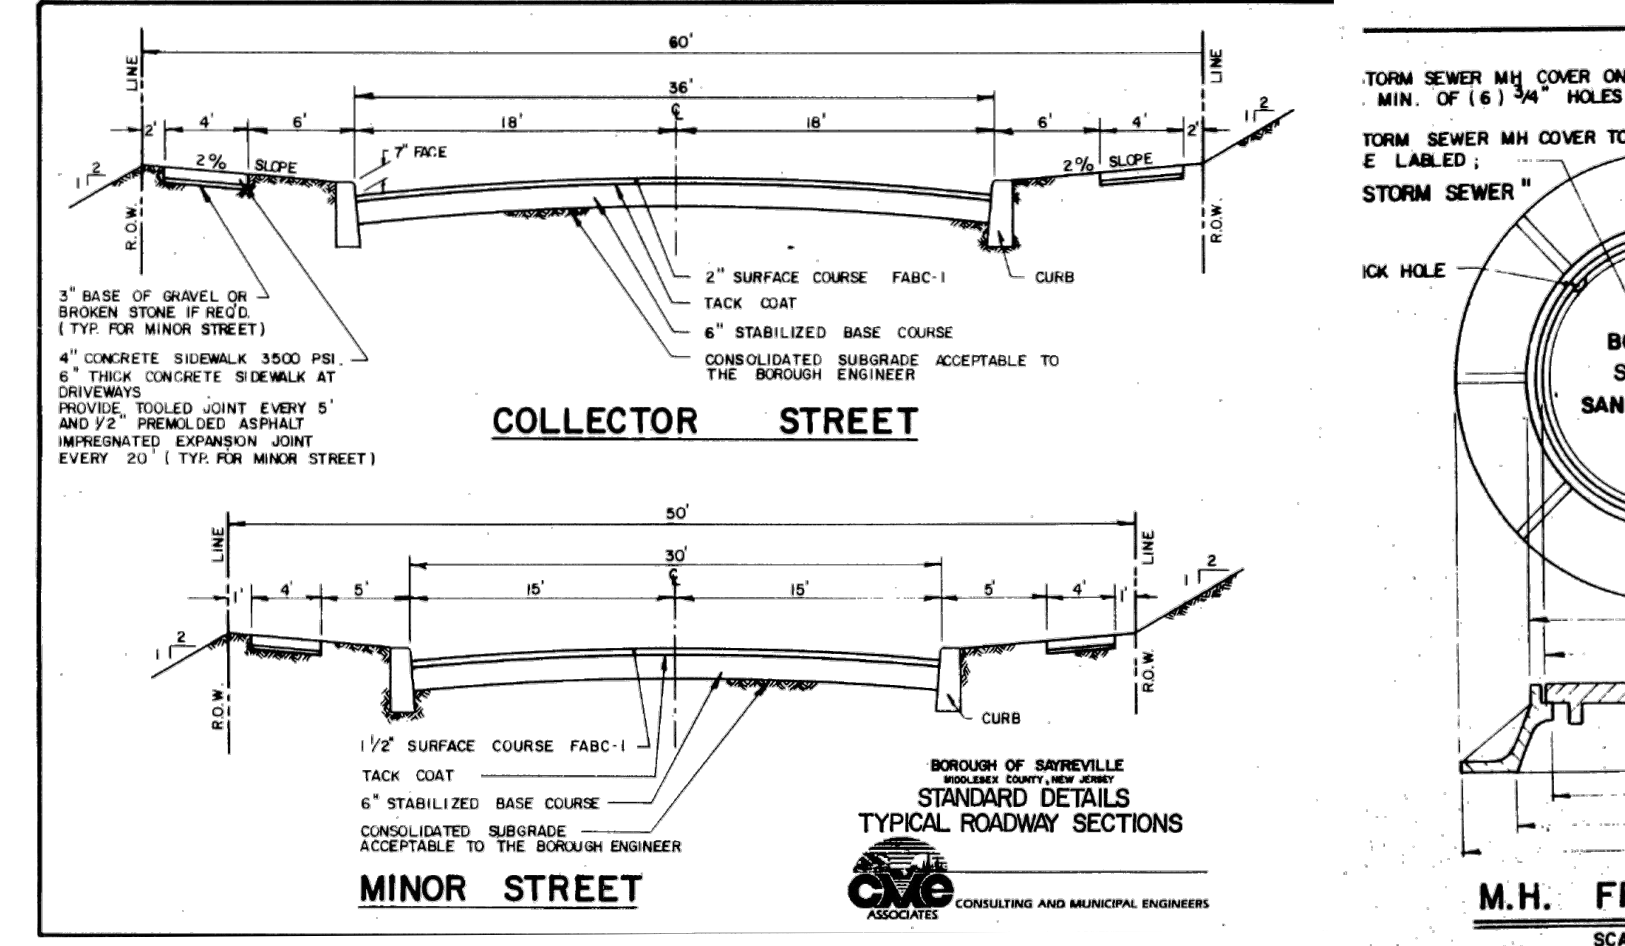 60'
LINE
LINE
36'
℄
2'
4'
6'
18'
18'
6'
4'
2'
1
2
7" FACE
2% SLOPE
2% SLOPE
1
2
R.O.W.
R.O.W.
2" SURFACE COURSE FABC-1
CURB
TACK COAT
6" STABILIZED BASE COURSE
CONSOLIDATED SUBGRADE ACCEPTABLE TO
THE BOROUGH ENGINEER
3" BASE OF GRAVEL OR
BROKEN STONE IF REQ'D.
( TYP. FOR MINOR STREET)
4" CONCRETE SIDEWALK 3500 PSI.
6" THICK CONCRETE SIDEWALK AT
DRIVEWAYS
PROVIDE TOOLED JOINT EVERY 5'
AND 1/2" PREMOLDED ASPHALT
IMPREGNATED EXPANSION JOINT
EVERY 20' ( TYP. FOR MINOR STREET)
COLLECTOR STREET
50'
LINE
LINE
30'
℄
1'
4'
5'
15'
15'
5'
4'
1'
1
2
1
2
R.O.W.
R.O.W.
CURB
1 1/2" SURFACE COURSE FABC-1
TACK COAT
6" STABILIZED BASE COURSE
CONSOLIDATED SUBGRADE
ACCEPTABLE TO THE BOROUGH ENGINEER
MINOR STREET
BOROUGH OF SAYREVILLE
MIDDLESEX COUNTY, NEW JERSEY
STANDARD DETAILS
TYPICAL ROADWAY SECTIONS
CME
ASSOCIATES
CONSULTING AND MUNICIPAL ENGINEERS
TORM SEWER MH COVER ON
MIN. OF (6) 3/4" HOLES
TORM SEWER MH COVER TO
E LABLED ;
STORM SEWER"
ICK HOLE
SAN
M.H.